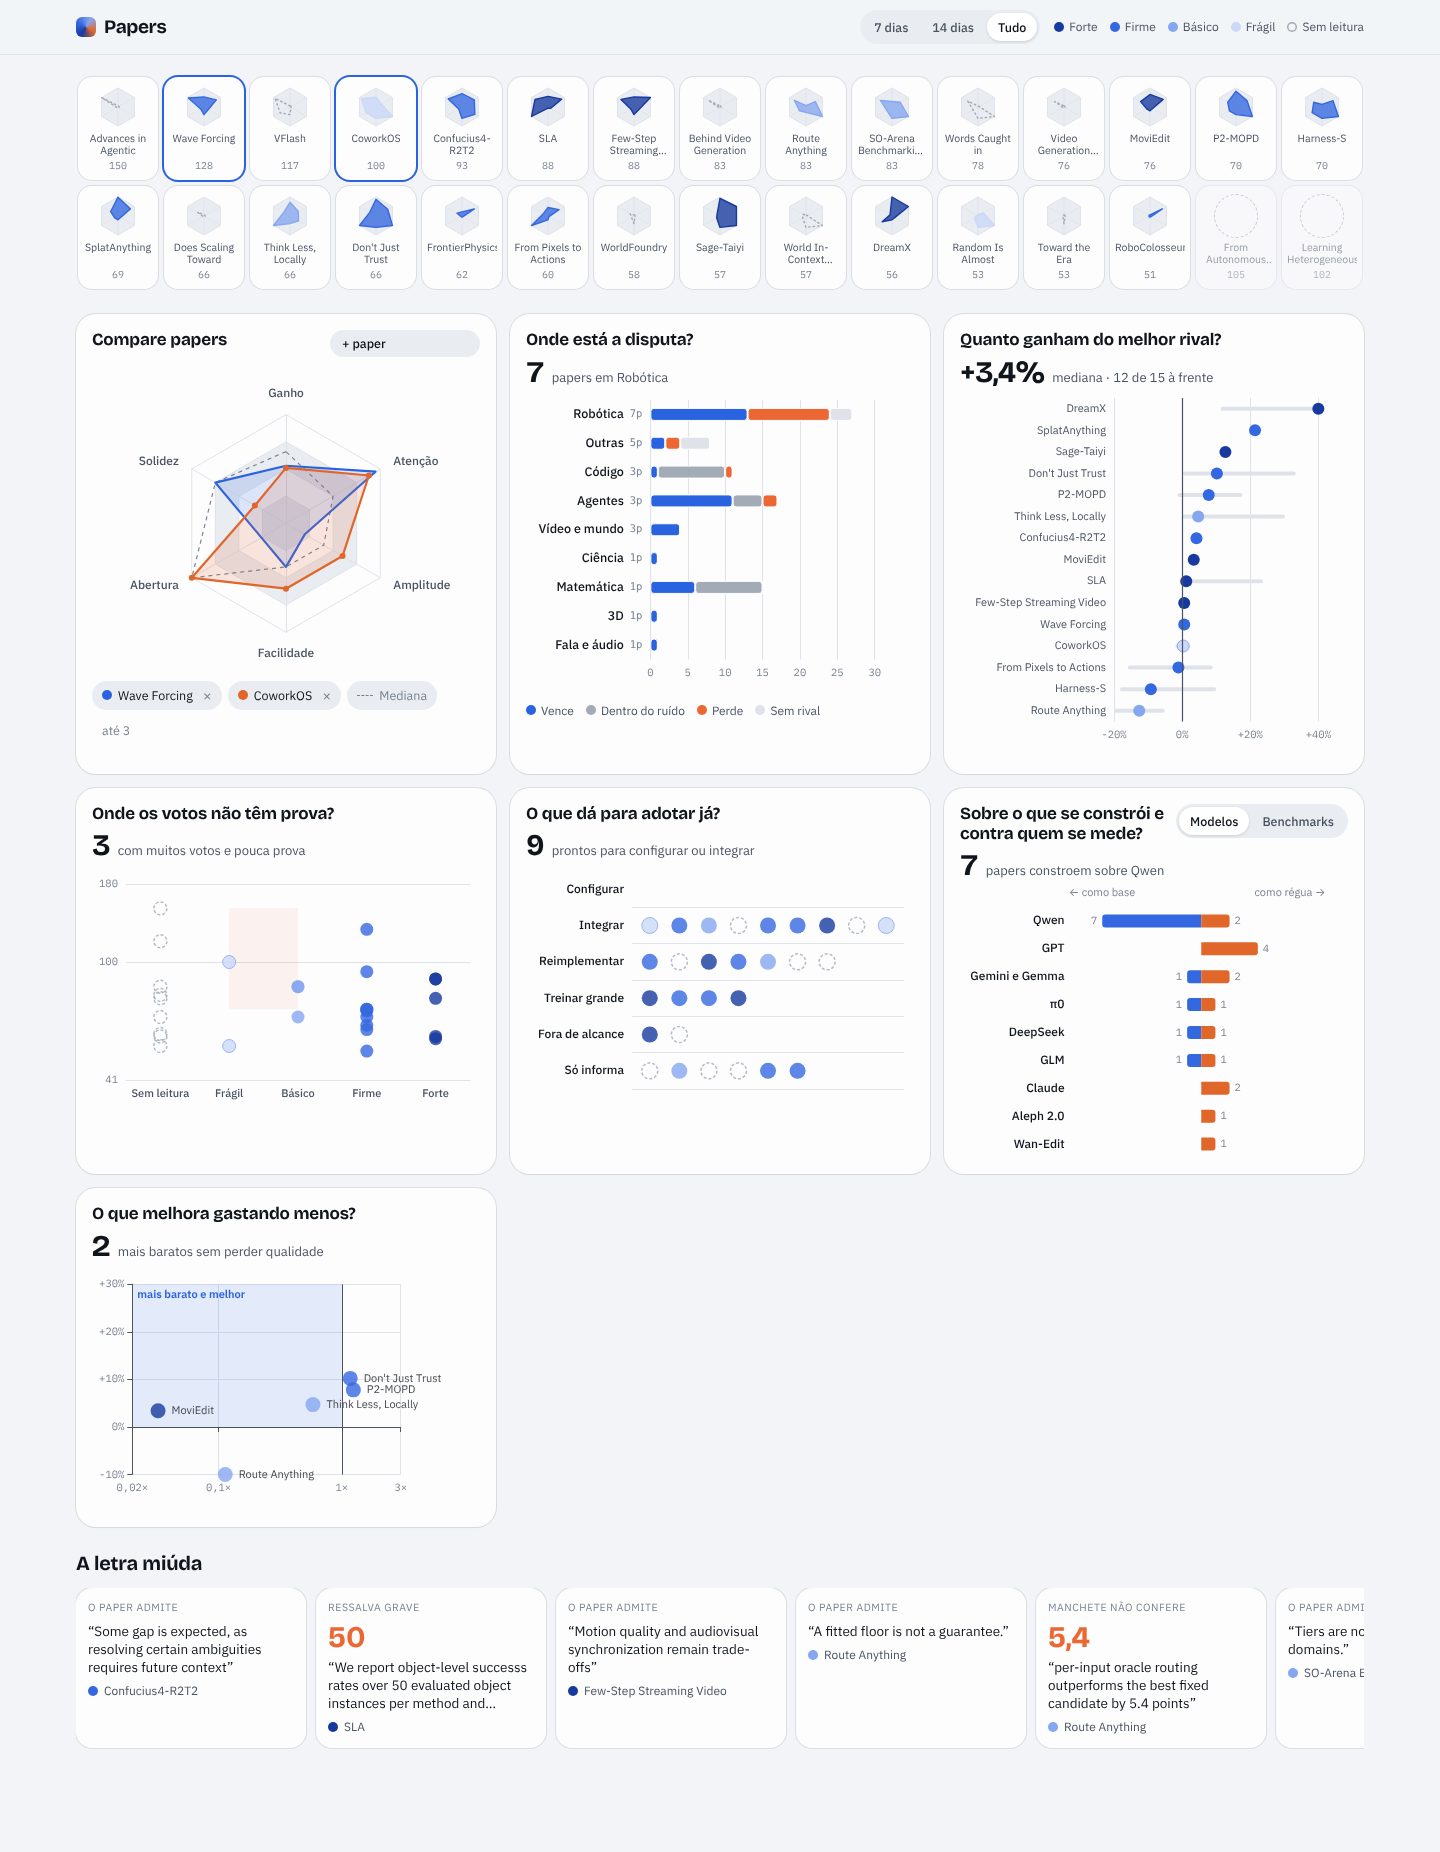 Papers
7 dias 14 dias Tudo
Forte Firme Básico Frágil Sem leitura
Advances in
Agentic
150
Wave Forcing
128
VFlash
117
CoworkOS
100
Confucius4-
R2T2
93
SLA
88
Few-Step
Streaming...
88
Behind Video
Generation
83
Route
Anything
83
SO-Arena
Benchmarki...
83
Words Caught
in
78
Video
Generation...
76
MoviEdit
76
P2-MOPD
70
Harness-S
70
SplatAnything
69
Does Scaling
Toward
66
Think Less,
Locally
66
Don't Just
Trust
66
FrontierPhysics
62
From Pixels to
Actions
60
WorldFoundry
58
Sage-Taiyi
57
World In-
Context...
57
DreamX
56
Random Is
Almost
53
Toward the
Era
53
RoboColosseum
51
From
Autonomous...
105
Learning
Heterogeneous
102
Compare papers
+ paper
Ganho
Solidez
Atenção
Abertura
Amplitude
Facilidade
Wave Forcing × CoworkOS × Mediana
até 3
Onde está a disputa?
7 papers em Robótica
Robótica 7p
Outras 5p
Código 3p
Agentes 3p
Vídeo e mundo 3p
Ciência 1p
Matemática 1p
3D 1p
Fala e áudio 1p
0 5 10 15 20 25 30
Vence Dentro do ruído Perde Sem rival
Quanto ganham do melhor rival?
+3,4% mediana · 12 de 15 à frente
DreamX
SplatAnything
Sage-Taiyi
Don't Just Trust
P2-MOPD
Think Less, Locally
Confucius4-R2T2
MoviEdit
SLA
Few-Step Streaming Video
Wave Forcing
CoworkOS
From Pixels to Actions
Harness-S
Route Anything
-20% 0% +20% +40%
Onde os votos não têm prova?
3 com muitos votos e pouca prova
180
100
41
Sem leitura Frágil Básico Firme Forte
O que dá para adotar já?
9 prontos para configurar ou integrar
Configurar
Integrar
Reimplementar
Treinar grande
Fora de alcance
Só informa
Sobre o que se constrói e
contra quem se mede?
Modelos Benchmarks
7 papers constroem sobre Qwen
← como base como régua →
Qwen 7 2
GPT 4
Gemini e Gemma 1 2
π0 1 1
DeepSeek 1 1
GLM 1 1
Claude 2
Aleph 2.0 1
Wan-Edit 1
O que melhora gastando menos?
2 mais baratos sem perder qualidade
+30%
mais barato e melhor
+20%
+10%
Don't Just Trust
P2-MOPD
Think Less, Locally
MoviEdit
0%
-10%
Route Anything
0,02× 0,1× 1× 3×
A letra miúda
O PAPER ADMITE
“Some gap is expected, as
resolving certain ambiguities
requires future context”
Confucius4-R2T2
RESSALVA GRAVE
50
“We report object-level successs
rates over 50 evaluated object
instances per method and...
SLA
O PAPER ADMITE
“Motion quality and audiovisual
synchronization remain trade-
offs”
Few-Step Streaming Video
O PAPER ADMITE
“A fitted floor is not a guarantee.”
Route Anything
MANCHETE NÃO CONFERE
5,4
“per-input oracle routing
outperforms the best fixed
candidate by 5.4 points”
Route Anything
O PAPER ADMI
“Tiers are no
domains.”
SO-Arena B